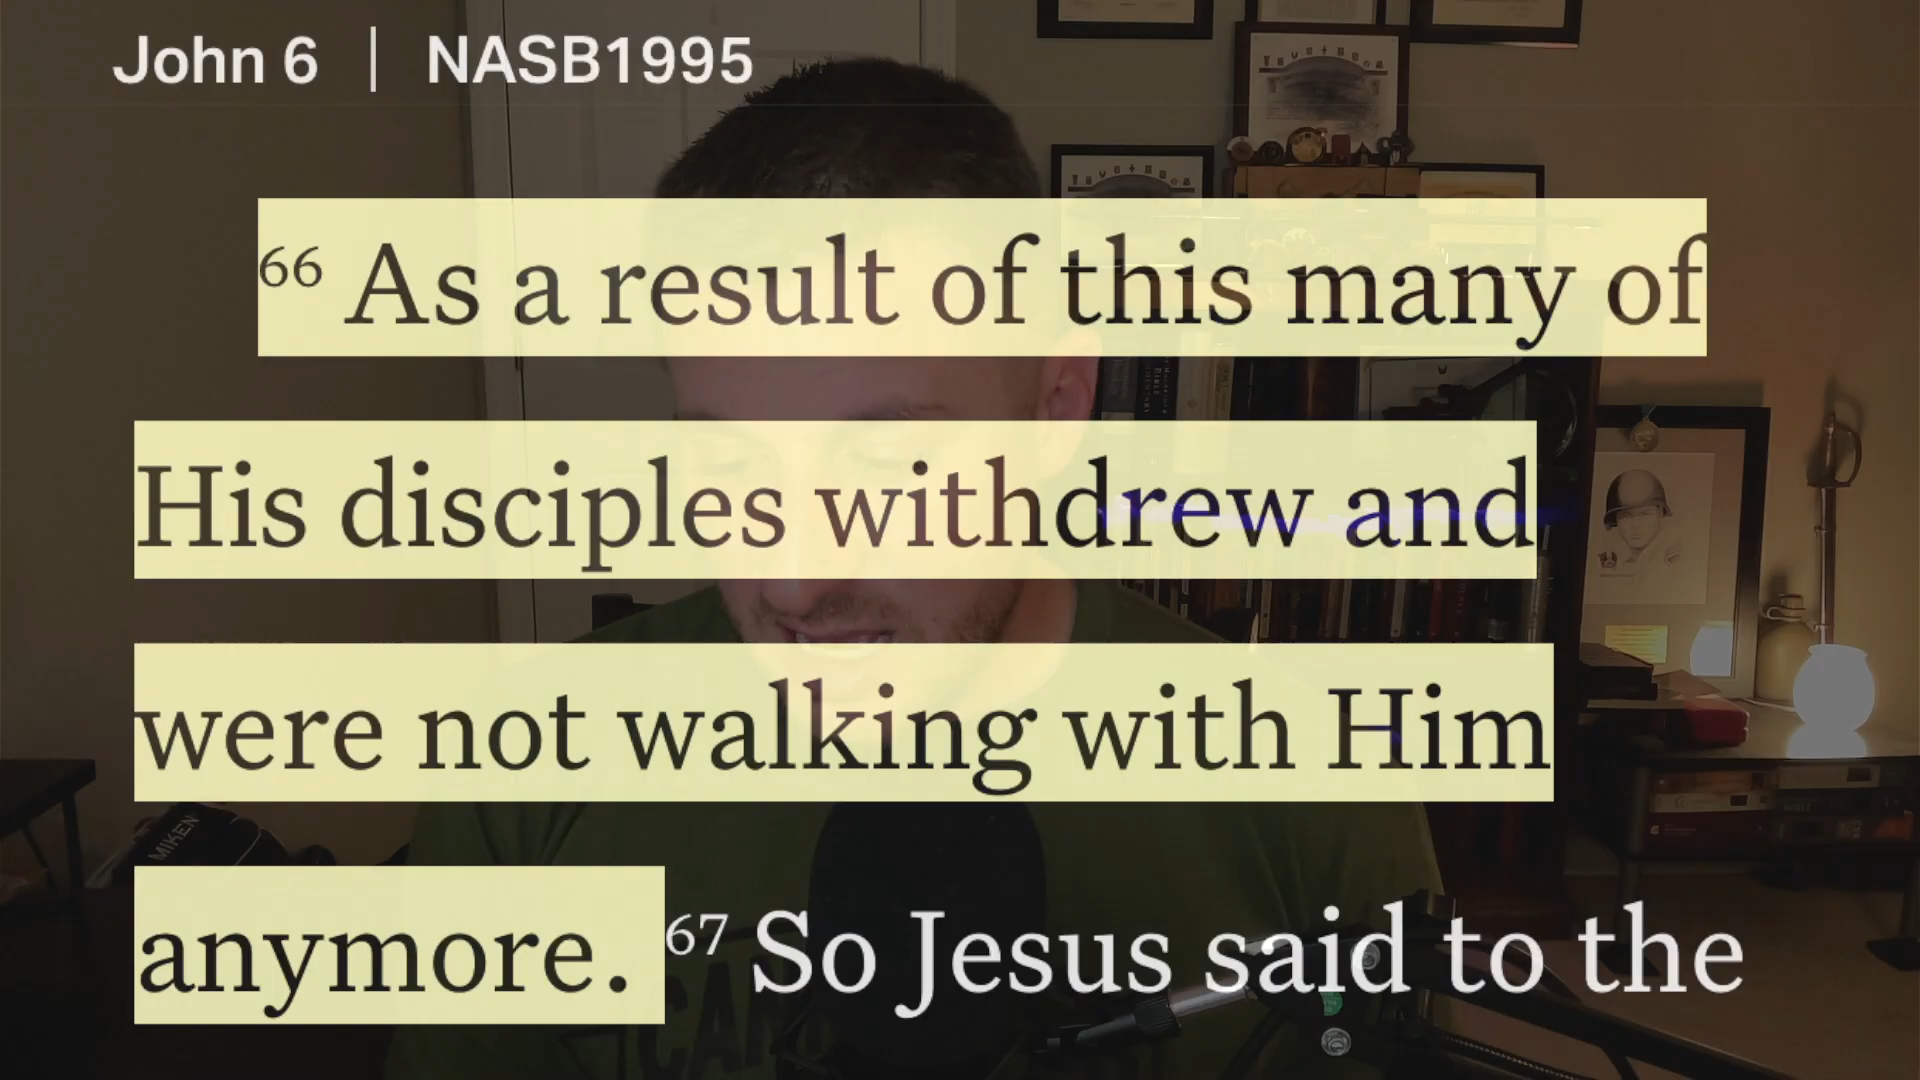 John 6 | NASB1995
66 As a result of this many of
His disciples withdrew and
were not walking with Him
anymore. 67 So Jesus said to the
MIKEN